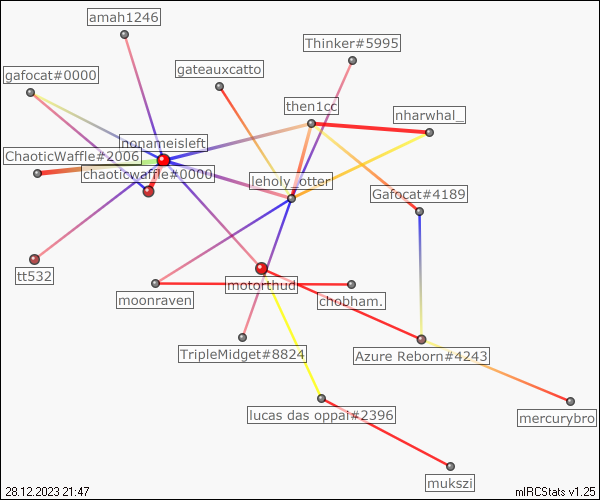 amah1246
Thinker#5995
gafocat#0000
gateauxcatto
then1cc
nharwhal_
nonameisleft
ChaoticWaffle#2006
chaoticwaffle#0000
leholy_otter
Gafocat#4189
tt532
motorthud
moonraven
chobham.
TripleMidget#8824
Azure Reborn#4243
lucas das oppai#2396
mercurybro
mukszi
28.12.2023 21:47
mIRCStats v1.25